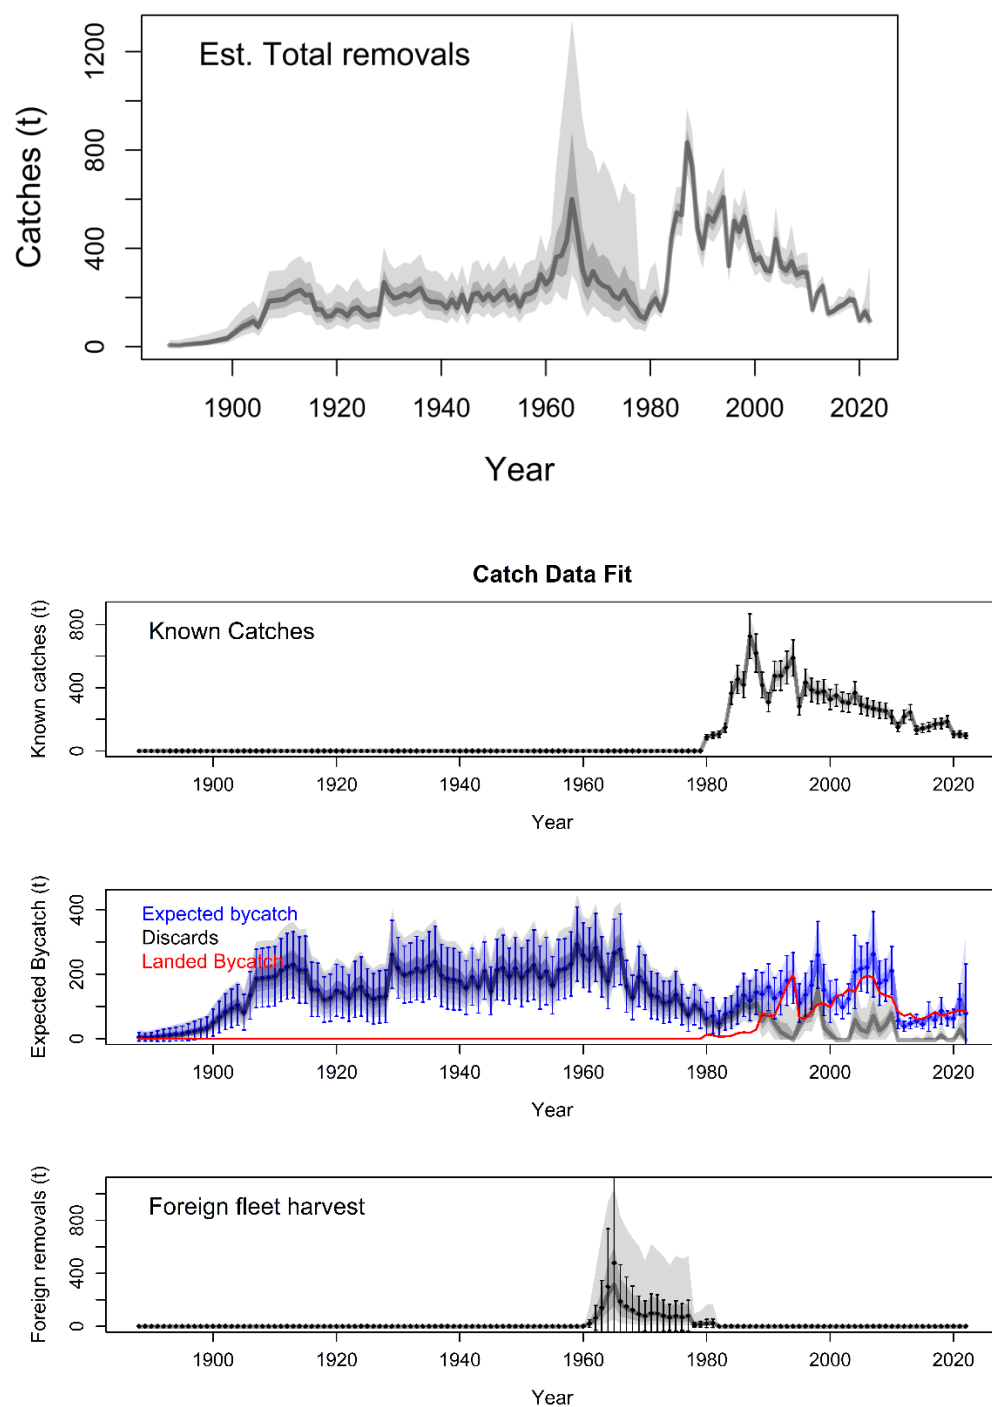 Est. Total removals
Catches (t)
0
400
800
1200
1900
1920
1940
1960
1980
2000
2020
Year
Catch Data Fit
Known Catches
Known catches (t)
0
400
800
1900
1920
1940
1960
1980
2000
2020
Year
Expected bycatch
Discards
Landed Bycatch
Expected Bycatch (t)
0
200
400
1900
1920
1940
1960
1980
2000
2020
Year
Foreign fleet harvest
Foreign removals (t)
0
400
800
1900
1920
1940
1960
1980
2000
2020
Year